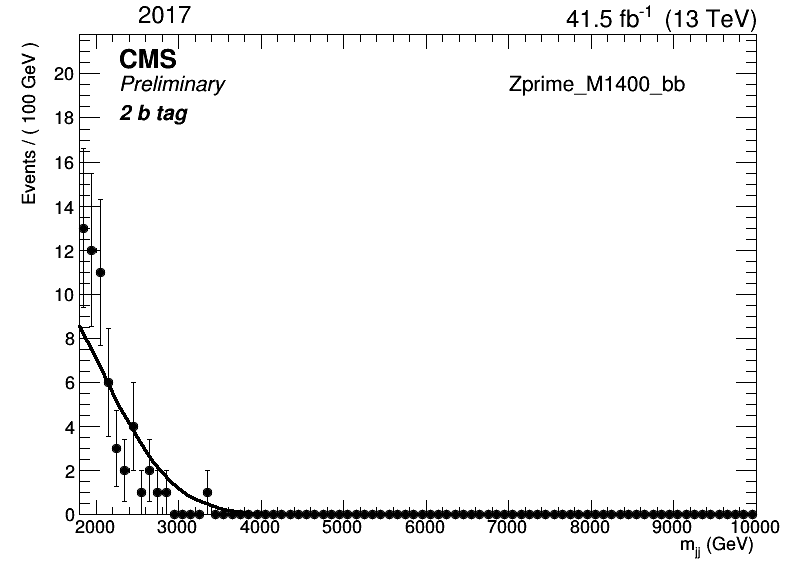 2017 41.5 fb-1 (13 TeV)
CMS
Preliminary
2 b tag
Zprime_M1400_bb
Events / ( 100 GeV )
20
18
16
14
12
10
8
6
4
2
0
2000 3000 4000 5000 6000 7000 8000 9000 10000
mjj (GeV)